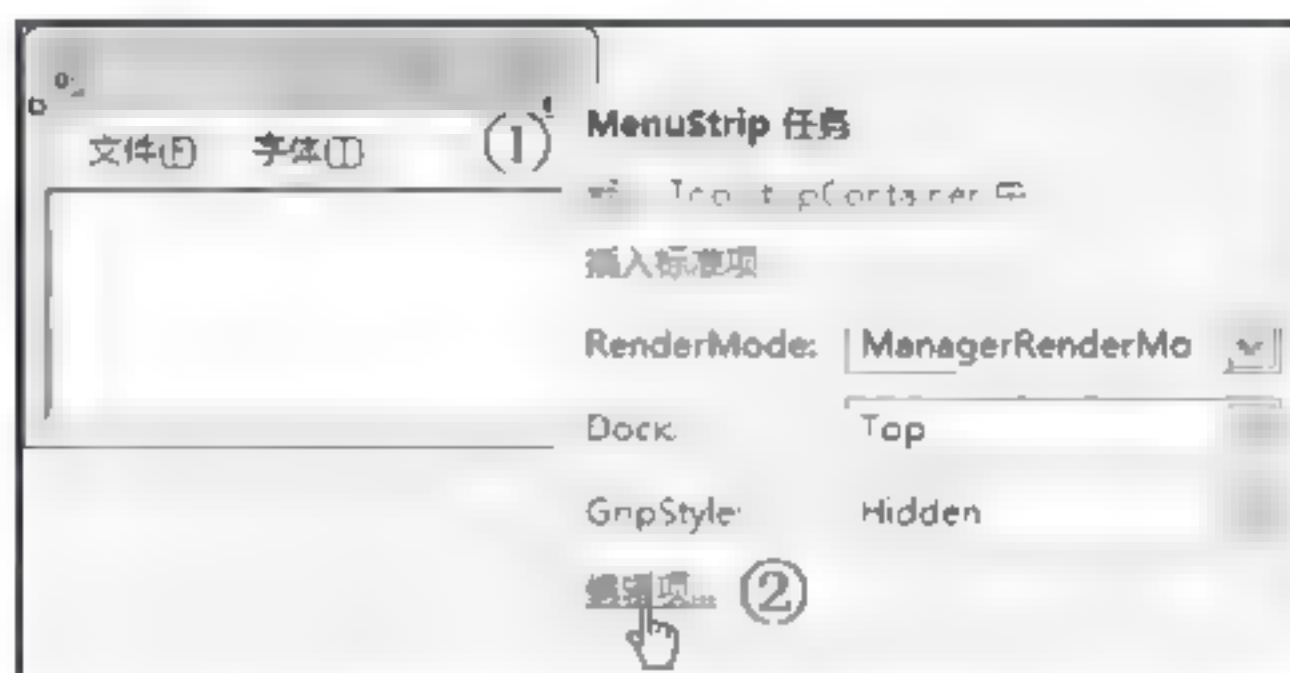 文件(F) 字体(T) (1)
MenuStrip 任务
插入标准项
RenderMode: ManagerRenderMo
Dock: Top
GripStyle: Hidden
编辑项... ②